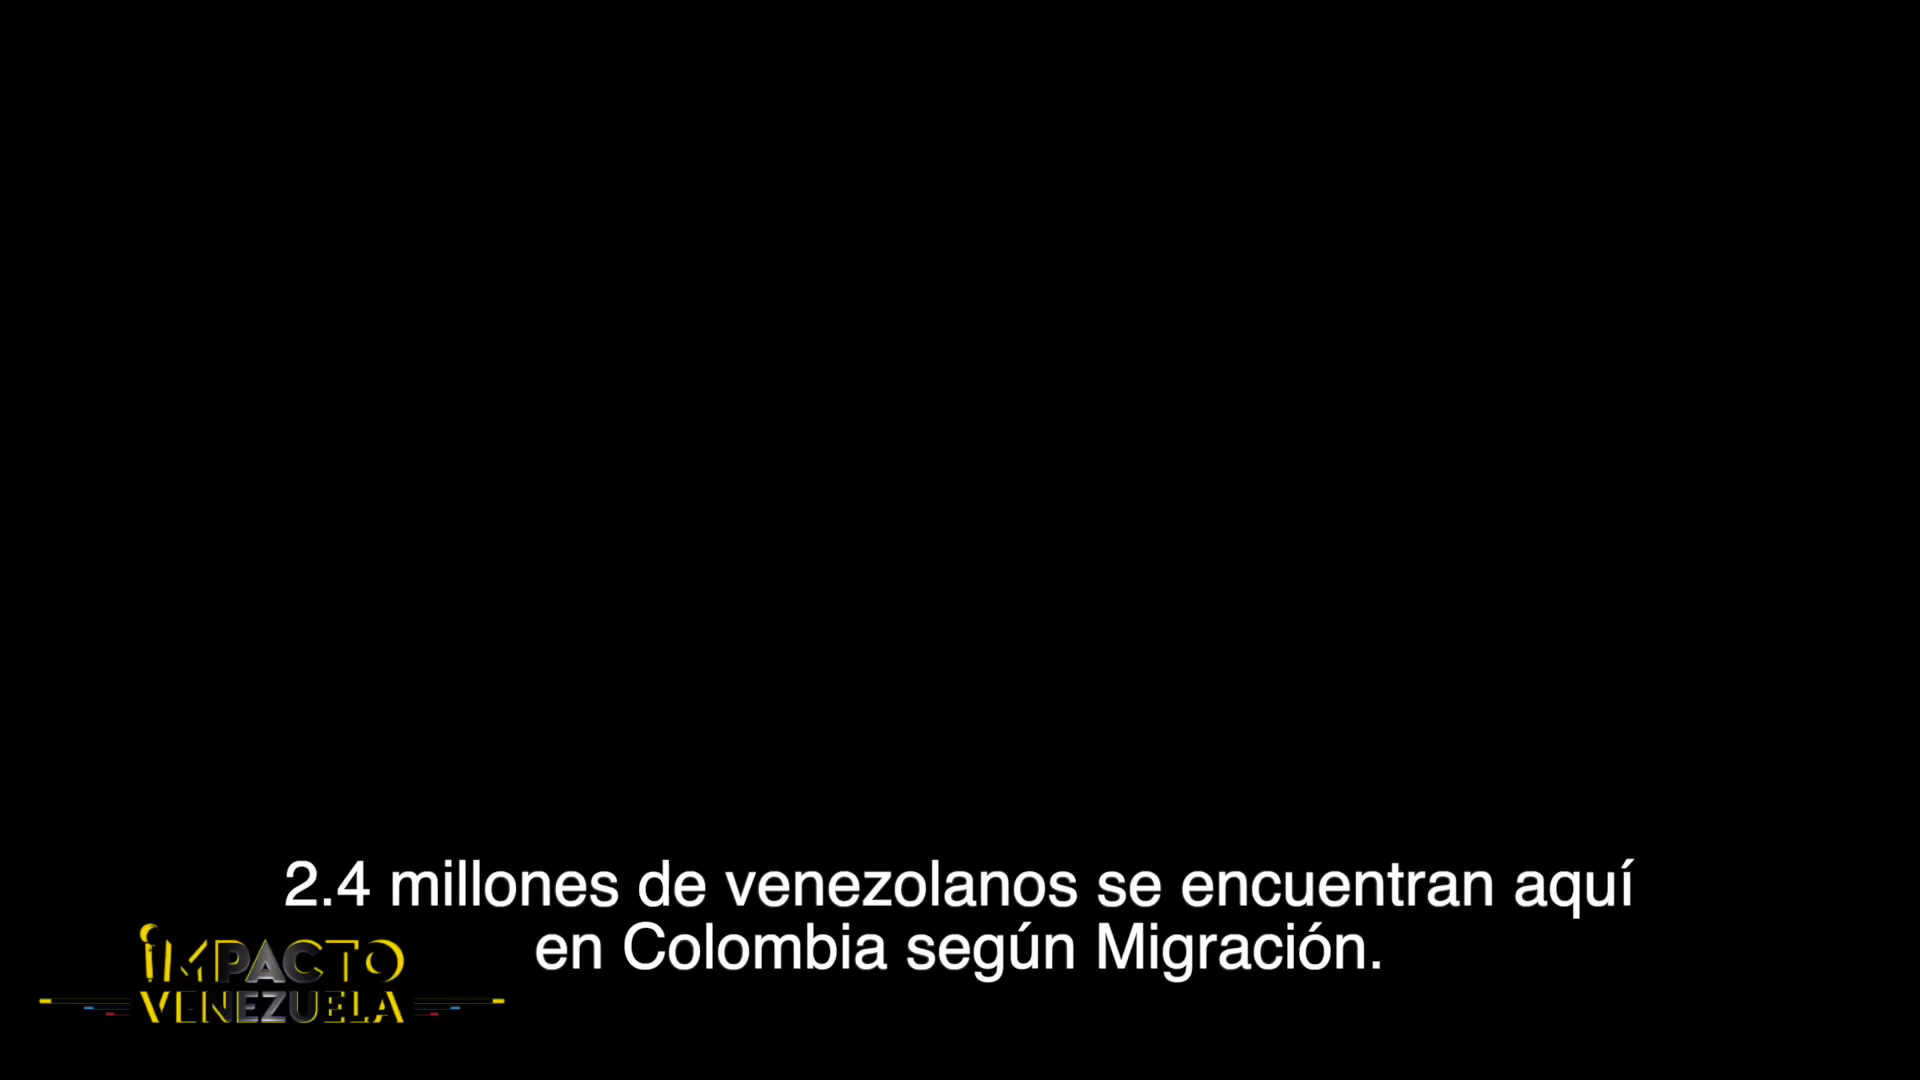 2.4 millones de venezolanos se encuentran aquí
en Colombia según Migración.
IMPACTO
VENEZUELA